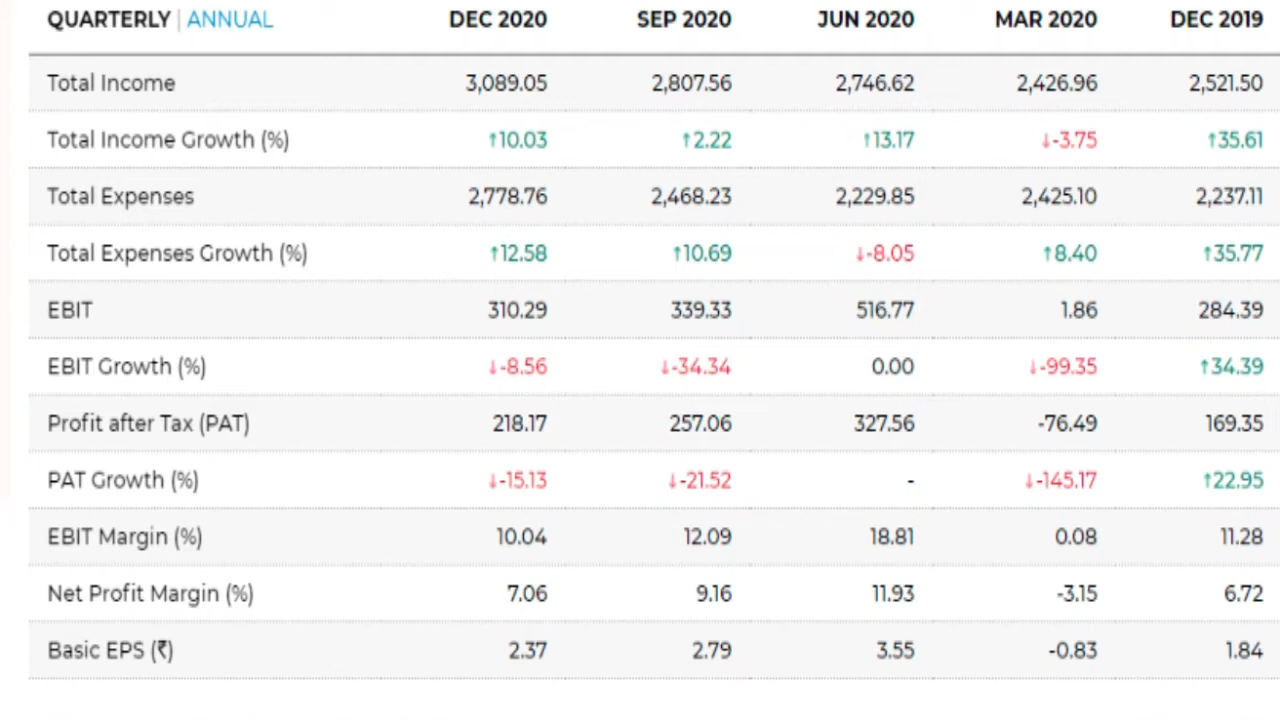 QUARTERLY | ANNUAL DEC 2020 SEP 2020 JUN 2020 MAR 2020 DEC 2019
Total Income 3,089.05 2,807.56 2,746.62 2,426.96 2,521.50
Total Income Growth (%) ↑10.03 ↑2.22 ↑13.17 ↓-3.75 ↑35.61
Total Expenses 2,778.76 2,468.23 2,229.85 2,425.10 2,237.11
Total Expenses Growth (%) ↑12.58 ↑10.69 ↓-8.05 ↑8.40 ↑35.77
EBIT 310.29 339.33 516.77 1.86 284.39
EBIT Growth (%) ↓-8.56 ↓-34.34 0.00 ↓-99.35 ↑34.39
Profit after Tax (PAT) 218.17 257.06 327.56 -76.49 169.35
PAT Growth (%) ↓-15.13 ↓-21.52 - ↓-145.17 ↑22.95
EBIT Margin (%) 10.04 12.09 18.81 0.08 11.28
Net Profit Margin (%) 7.06 9.16 11.93 -3.15 6.72
Basic EPS (₹) 2.37 2.79 3.55 -0.83 1.84